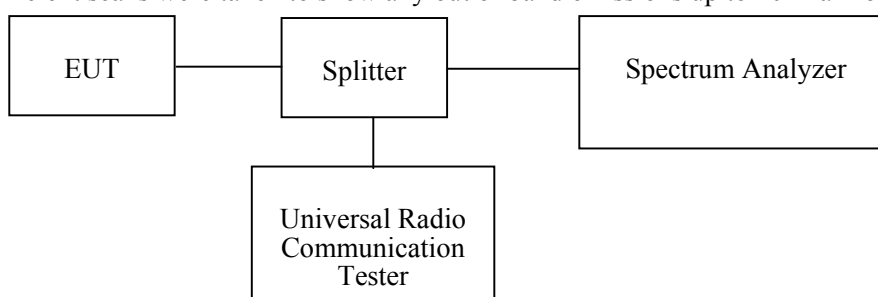 EUT
Splitter
Spectrum Analyzer
Universal Radio
Communication
Tester